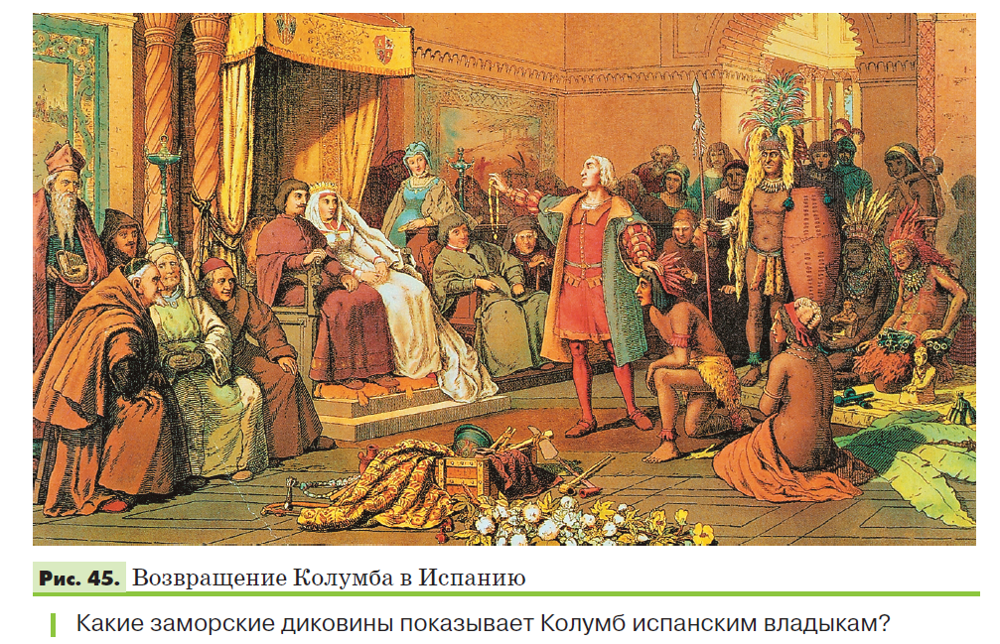 Рис. 45. Возвращение Колумба в Испанию
Какие заморские диковины показывает Колумб испанским владыкам?